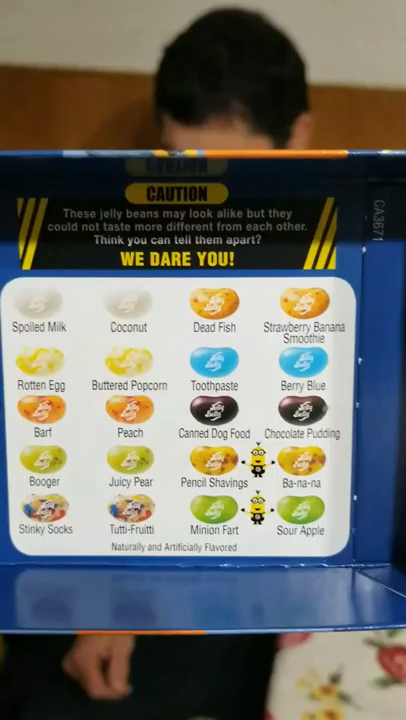 CAUTION
CAUTION
These jelly beans may look alike but they
could not taste more different from each other.
Think you can tell them apart?
WE DARE YOU!
CA3671
Spoiled Milk
Coconut
Dead Fish
Strawberry Banana
Smoothie
Rotten Egg
Buttered Popcorn
Toothpaste
Berry Blue
Barf
Peach
Canned Dog Food
Chocolate Pudding
Booger
Juicy Pear
Pencil Shavings
Ba-na-na
Stinky Socks
Tutti-Fruitti
Minion Fart
Sour Apple
Naturally and Artificially Flavored